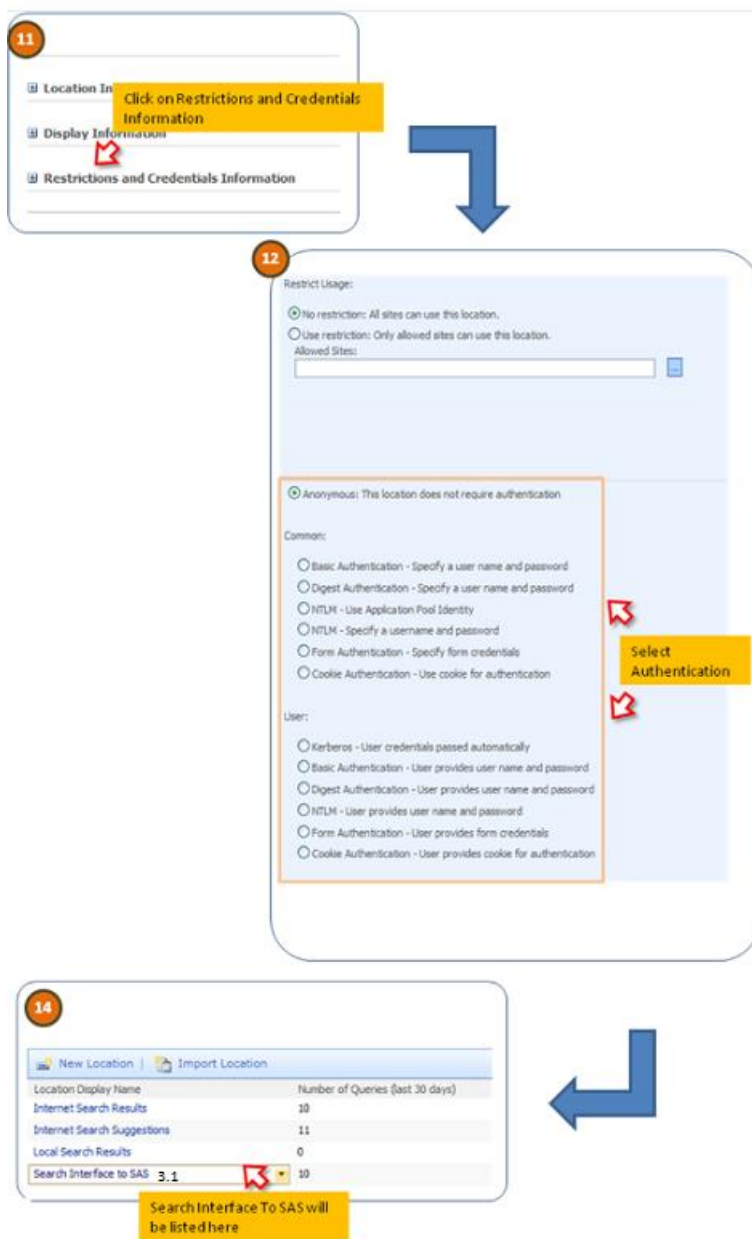 11
Location In
Click on Restrictions and Credentials
Information
Display Information
Restrictions and Credentials Information
12
Restrict Usage:
No restriction: All sites can use this location.
Use restriction: Only allowed sites can use this location.
Allowed Sites:
...
Anonymous: This location does not require authentication
Common:
Basic Authentication - Specify a user name and password
Digest Authentication - Specify a user name and password
NTLM - Use Application Pool Identity
NTLM - Specify a username and password
Form Authentication - Specify form credentials
Cookie Authentication - Use cookie for authentication
Select
Authentication
User:
Kerberos - User credentials passed automatically
Basic Authentication - User provides user name and password
Digest Authentication - User provides user name and password
NTLM - User provides user name and password
Form Authentication - User provides form credentials
Cookie Authentication - User provides cookie for authentication
14
New Location | Import Location
Location Display Name Number of Queries (last 30 days)
Internet Search Results 10
Internet Search Suggestions 11
Local Search Results 0
Search Interface to SAS 3.1 10
Search Interface To SAS will
be listed here